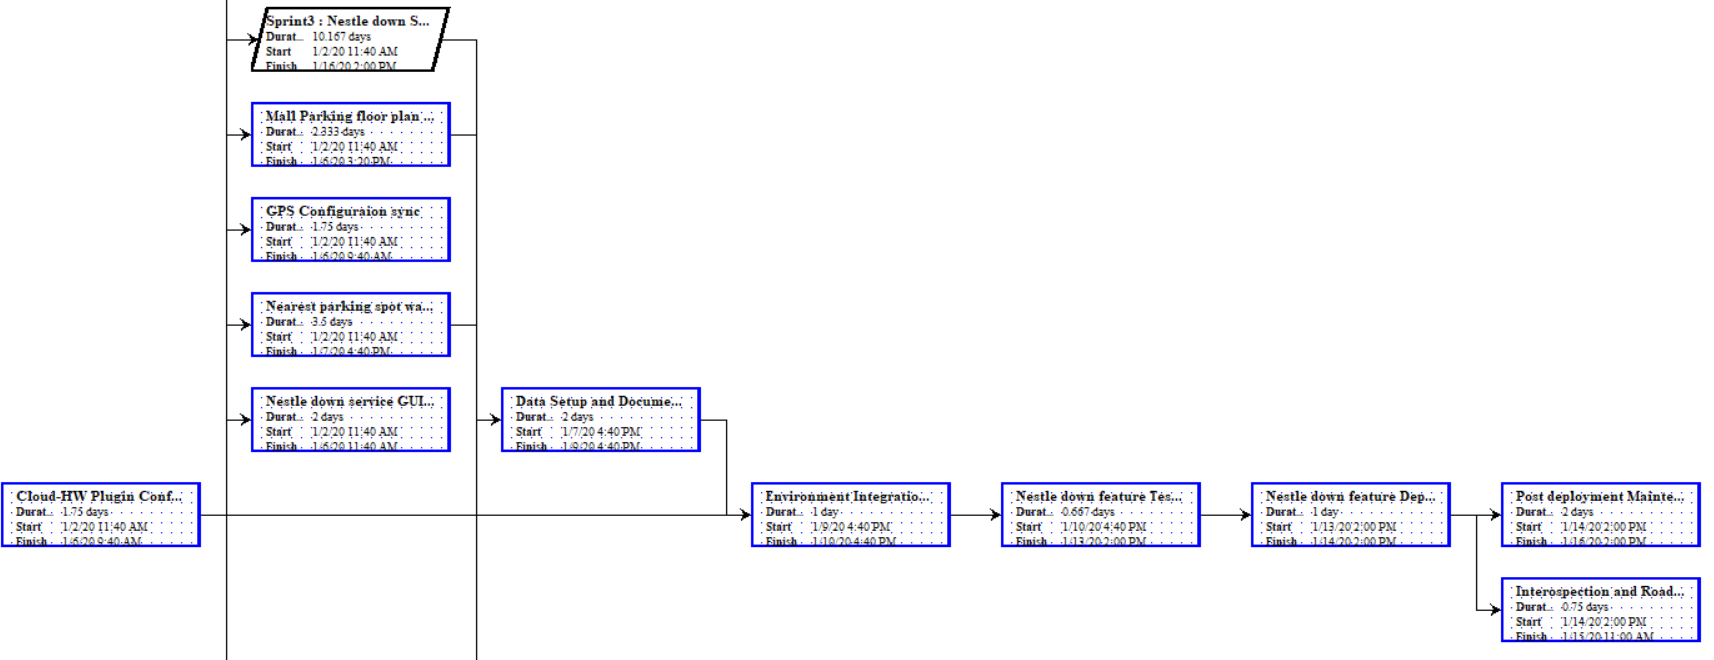 Sprint3 : Nestle down S...
Durat... 10.167 days
Start 1/2/20 11:40 AM
Finish 1/16/20 2:00 PM
Mall Parking floor plan ...
Durat... 2.333 days
Start 1/2/20 11:40 AM
Finish 1/6/20 3:20 PM
GPS Configuraion sync
Durat... 1.75 days
Start 1/2/20 11:40 AM
Finish 1/6/20 9:40 AM
Nearest parking spot wa...
Durat... 3.5 days
Start 1/2/20 11:40 AM
Finish 1/7/20 4:40 PM
Nestle down service GUI...
Durat... 2 days
Start 1/2/20 11:40 AM
Finish 1/6/20 11:40 AM
Data Setup and Docume...
Durat... 2 days
Start 1/7/20 4:40 PM
Finish 1/9/20 4:40 PM
Cloud-HW Plugin Conf...
Durat... 1.75 days
Start 1/2/20 11:40 AM
Finish 1/6/20 9:40 AM
Environment Integratio...
Durat... 1 day
Start 1/9/20 4:40 PM
Finish 1/10/20 4:40 PM
Nestle down feature Tes...
Durat... 0.667 days
Start 1/10/20 4:40 PM
Finish 1/13/20 2:00 PM
Nestle down feature Dep...
Durat... 1 day
Start 1/13/20 2:00 PM
Finish 1/14/20 2:00 PM
Post deployment Mainte...
Durat... 2 days
Start 1/14/20 2:00 PM
Finish 1/16/20 2:00 PM
Interospection and Road...
Durat... 0.75 days
Start 1/14/20 2:00 PM
Finish 1/15/20 11:00 AM